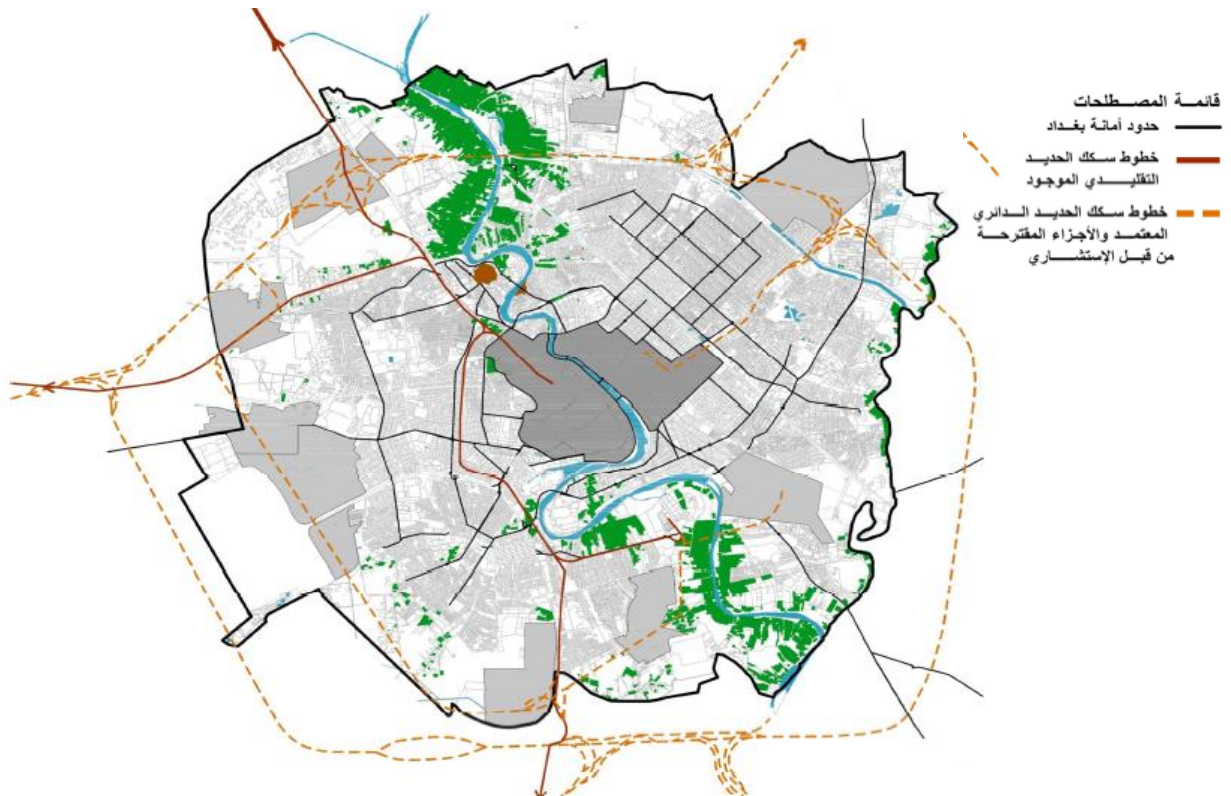 قائمة المصطلحات
حدود أمانة بغداد
خطوط سكك الحديد
التقليدي الموجود
خطوط سكك الحديد الدائري
المعتمد والأجزاء المقترحة
من قبل الإستشاري